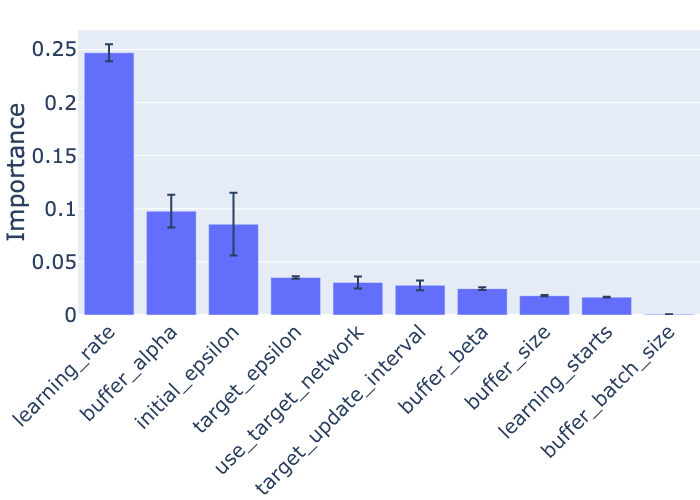 Importance
0.25
0.2
0.15
0.1
0.05
0
learning_rate
buffer_alpha
initial_epsilon
target_epsilon
use_target_network
target_update_interval
buffer_beta
buffer_size
learning_starts
buffer_batch_size